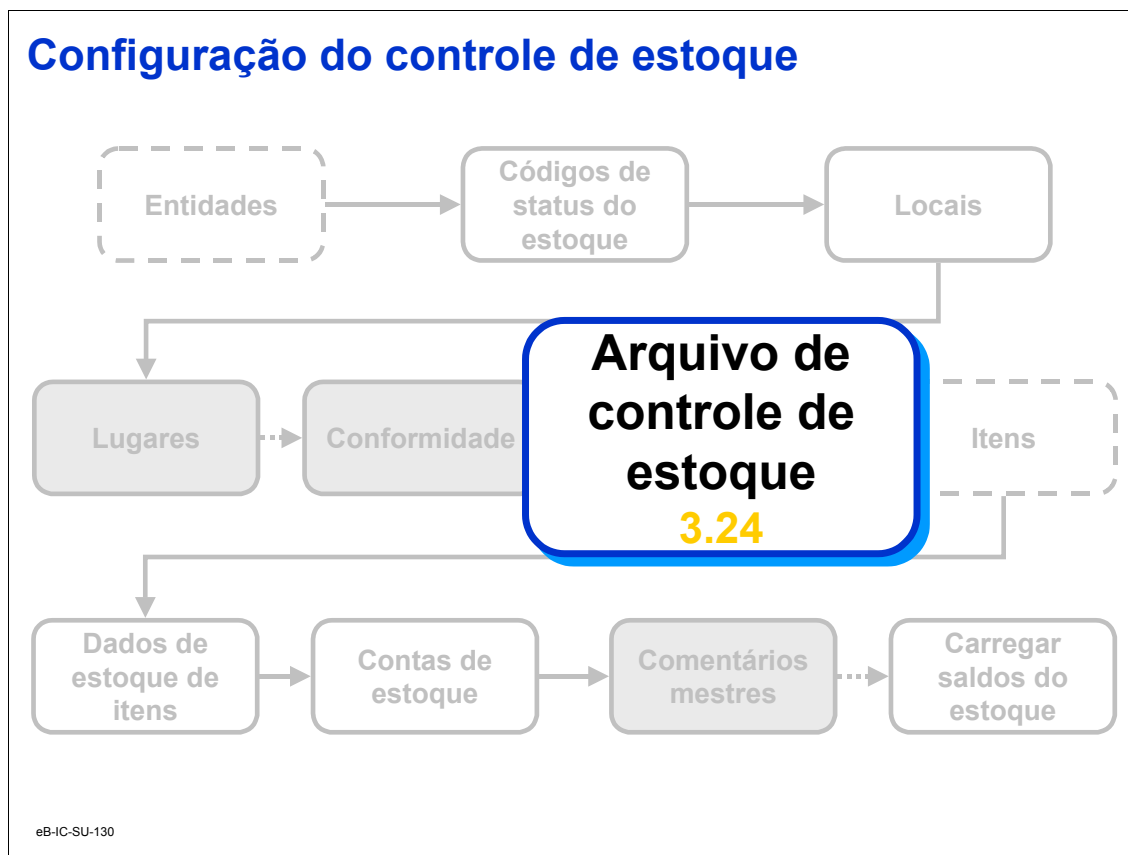 Configuração do controle de estoque
Entidades
Códigos de
status do
estoque
Locais
Lugares
Conformidade
Arquivo de
controle de
estoque
3.24
Itens
Dados de
estoque de
itens
Contas de
estoque
Comentários
mestres
Carregar
saldos do
estoque
eB-IC-SU-130